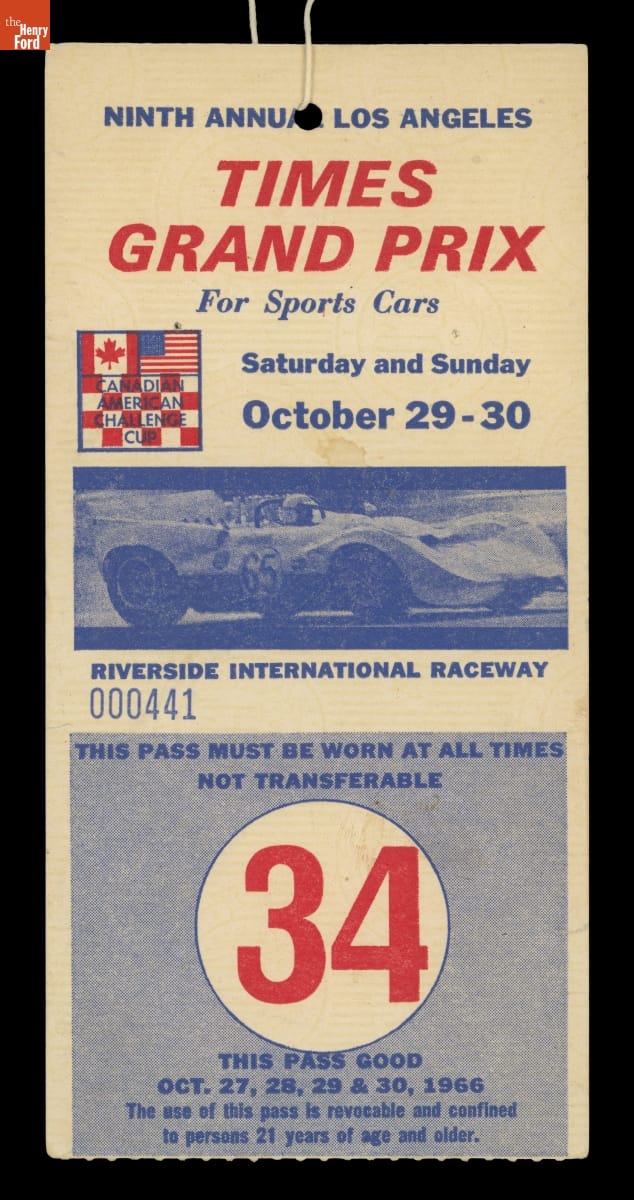 the
Henry
Ford
NINTH ANNUAL LOS ANGELES
TIMES
GRAND PRIX
For Sports Cars
Saturday and Sunday
October 29-30
CANADIAN
AMERICAN
CHALLENGE
CUP
65
RIVERSIDE INTERNATIONAL RACEWAY
000441
THIS PASS MUST BE WORN AT ALL TIMES
NOT TRANSFERABLE
34
THIS PASS GOOD
OCT. 27, 28, 29 & 30, 1966
The use of this pass is revocable and confined
to persons 21 years of age and older.